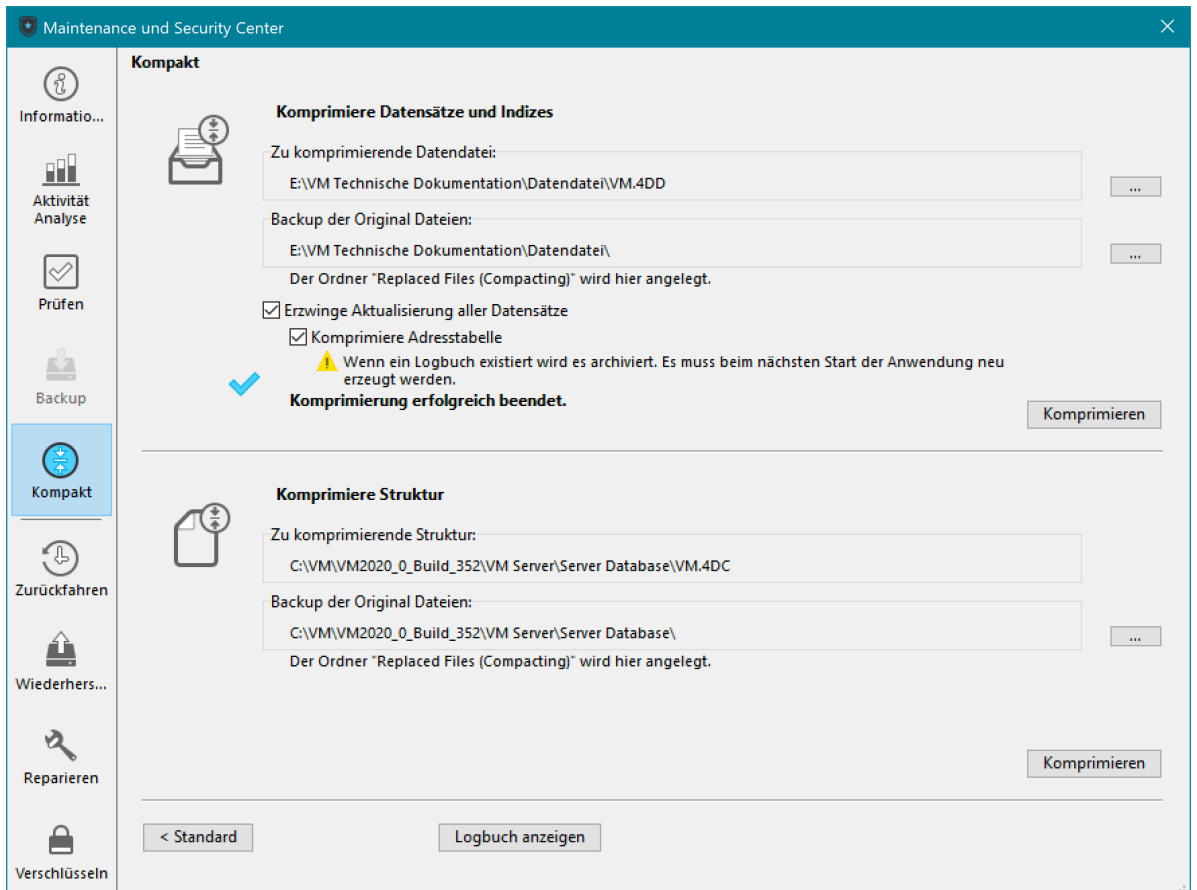 Maintenance und Security Center
Informatio...
Aktivität
Analyse
Prüfen
Backup
Kompakt
Zurückfahren
Wiederhers...
Reparieren
Verschlüsseln
Kompakt
Komprimiere Datensätze und Indizes
Zu komprimierende Datendatei:
E:\VM Technische Dokumentation\Datendatei\VM.4DD
...
Backup der Original Dateien:
E:\VM Technische Dokumentation\Datendatei\
...
Der Ordner "Replaced Files (Compacting)" wird hier angelegt.
Erzwinge Aktualisierung aller Datensätze
Komprimiere Adresstabelle
Wenn ein Logbuch existiert wird es archiviert. Es muss beim nächsten Start der Anwendung neu
erzeugt werden.
Komprimierung erfolgreich beendet.
Komprimieren
Komprimiere Struktur
Zu komprimierende Struktur:
C:\VM\VM2020_0_Build_352\VM Server\Server Database\VM.4DC
Backup der Original Dateien:
C:\VM\VM2020_0_Build_352\VM Server\Server Database\
...
Der Ordner "Replaced Files (Compacting)" wird hier angelegt.
Komprimieren
< Standard
Logbuch anzeigen